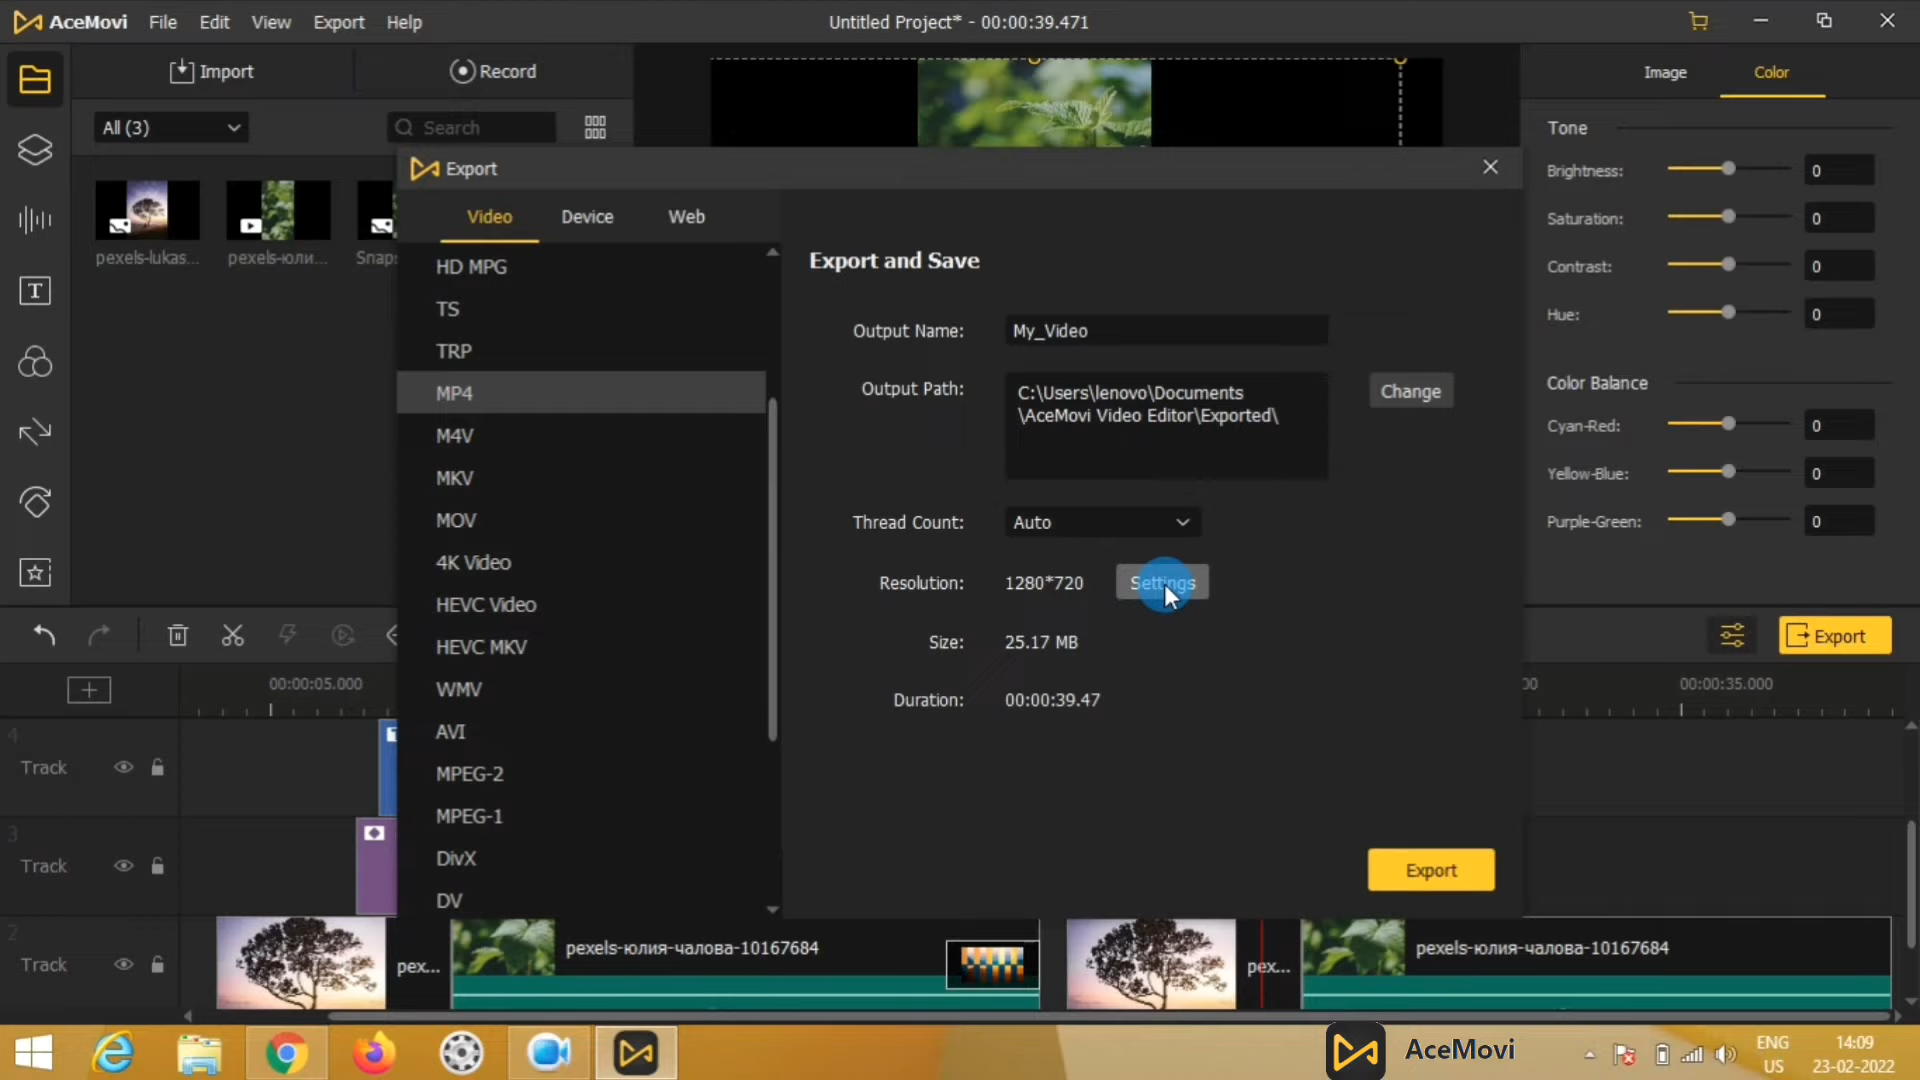 AceMovi File Edit View Export Help
Untitled Project* - 00:00:39.471
Import
Record
Image
Color
All (3)
Search
Tone
Brightness: 0
Saturation: 0
Contrast: 0
Hue: 0
Color Balance
Cyan-Red: 0
Yellow-Blue: 0
Purple-Green: 0
pexels-lukas...
pexels-юли...
Snap
Export
Video
Device
Web
HD MPG
TS
TRP
MP4
M4V
MKV
MOV
4K Video
HEVC Video
HEVC MKV
WMV
AVI
MPEG-2
MPEG-1
DivX
DV
Export and Save
Output Name: My_Video
Output Path: C:\Users\lenovo\Documents
\AceMovi Video Editor\Exported\
Change
Thread Count: Auto
Resolution: 1280*720 Settings
Size: 25.17 MB
Duration: 00:00:39.47
Export
Export
00:00:05.000
00
00:00:35.000
4
Track
3
Track
2
Track
pex...
pexels-юлия-чалова-10167684
pex...
pexels-юлия-чалова-10167684
AceMovi
ENG
US
14:09
23-02-2022